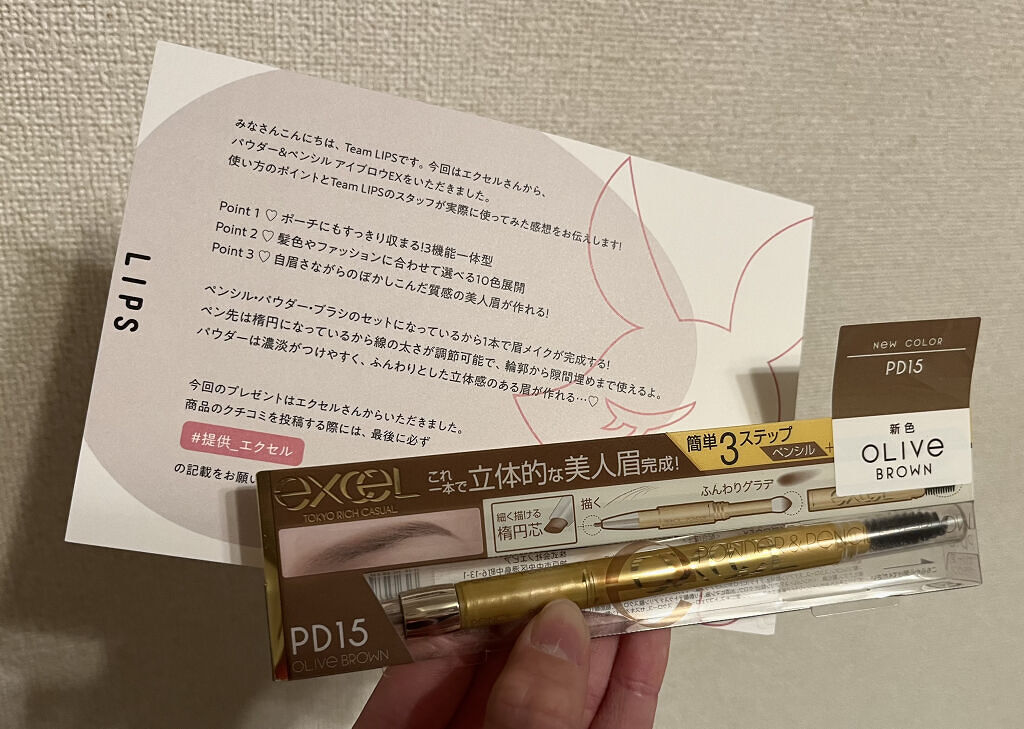 みなさんこんにちは、Team LIPSです。今回はエクセルさんから、
パウダー&ペンシル アイブロウEXをいただきました。
使い方のポイントとTeam LIPSのスタッフが実際に使ってみた感想をお伝えします!
Point 1 ♡ ポーチにもすっきり収まる!3機能一体型
Point 2 ♡ 髪色やファッションに合わせて選べる10色展開
Point 3 ♡ 自眉さながらのぼかしこんだ質感の美人眉が作れる!
ペンシル・パウダー・ブラシのセットになっているから1本で眉メイクが完成する!
ペン先は楕円になっているから線の太さが調節可能で、輪郭から隙間埋めまで使えるよ。
パウダーは濃淡がつけやすく、ふんわりとした立体感のある眉が作れる…♡
今回のプレゼントはエクセルさんからいただきました。
商品のクチコミを投稿する際には、最後に必ず
#提供_エクセル
の記載をお願い
LIPS
NEW COLOR
PD15
新色
OLIVE
BROWN
excel
TOKYO RICH CASUAL
これ一本で立体的な美人眉完成!
簡単3ステップ
ペンシル
細く描ける
楕円芯
描く
ふんわりグラデ
POWDER & PENCIL
PD15
OLIVE BROWN